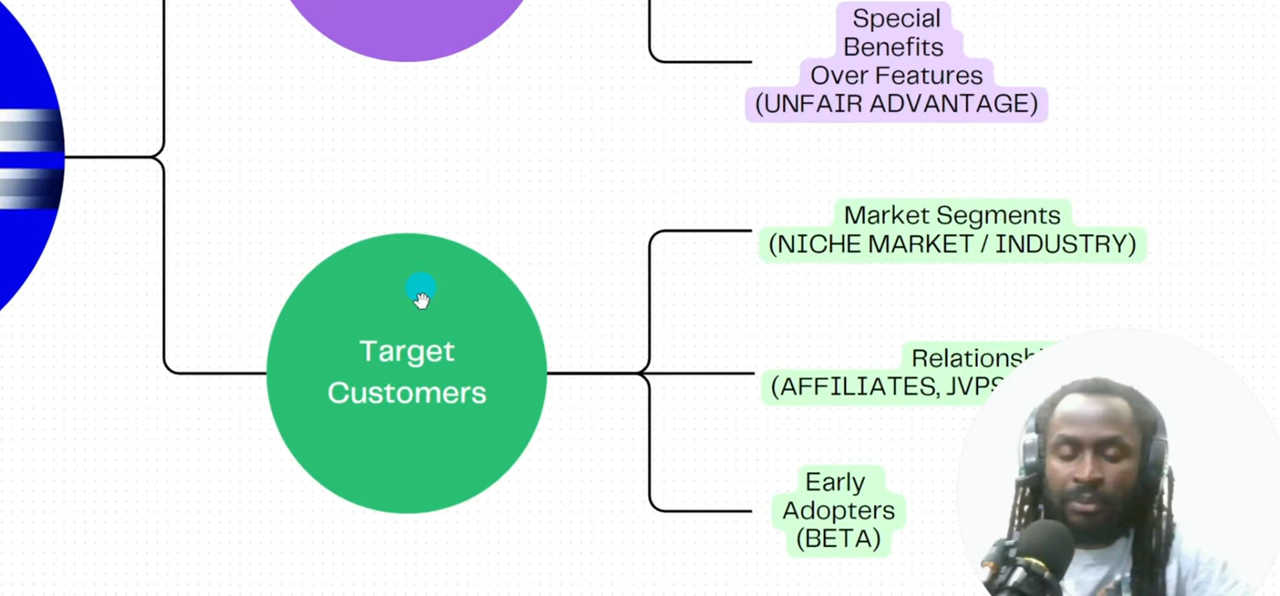 Special
Benefits
Over Features
(UNFAIR ADVANTAGE)
Market Segments
(NICHE MARKET / INDUSTRY)
Target
Customers
(AFFILIATES,
Early
Adopters
(BETA)